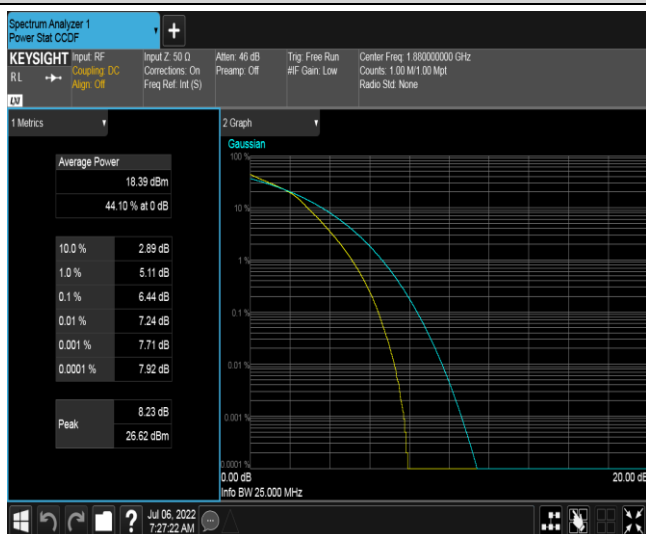 Spectrum Analyzer 1
Power Stat CCDF
KEYSIGHT
RL
LXI
Input: RF
Coupling: DC
Align: Off
Input Z: 50 Ω
Corrections: On
Freq Ref: Int (S)
Atten: 46 dB
Preamp: Off
Trig: Free Run
#IF Gain: Low
Center Freq: 1.880000000 GHz
Counts: 1.00 M/1.00 Mpt
Radio Std: None
1 Metrics
Average Power
18.39 dBm
44.10 % at 0 dB
10.0 % 2.89 dB
1.0 % 5.11 dB
0.1 % 6.44 dB
0.01 % 7.24 dB
0.001 % 7.71 dB
0.0001 % 7.92 dB
Peak
8.23 dB
26.62 dBm
2 Graph
Gaussian
100 %
10 %
1 %
0.1 %
0.01 %
0.001 %
0.0001 %
0.00 dB 20.00 dB
Info BW 25.000 MHz
?
Jul 06, 2022
7:27:22 AM